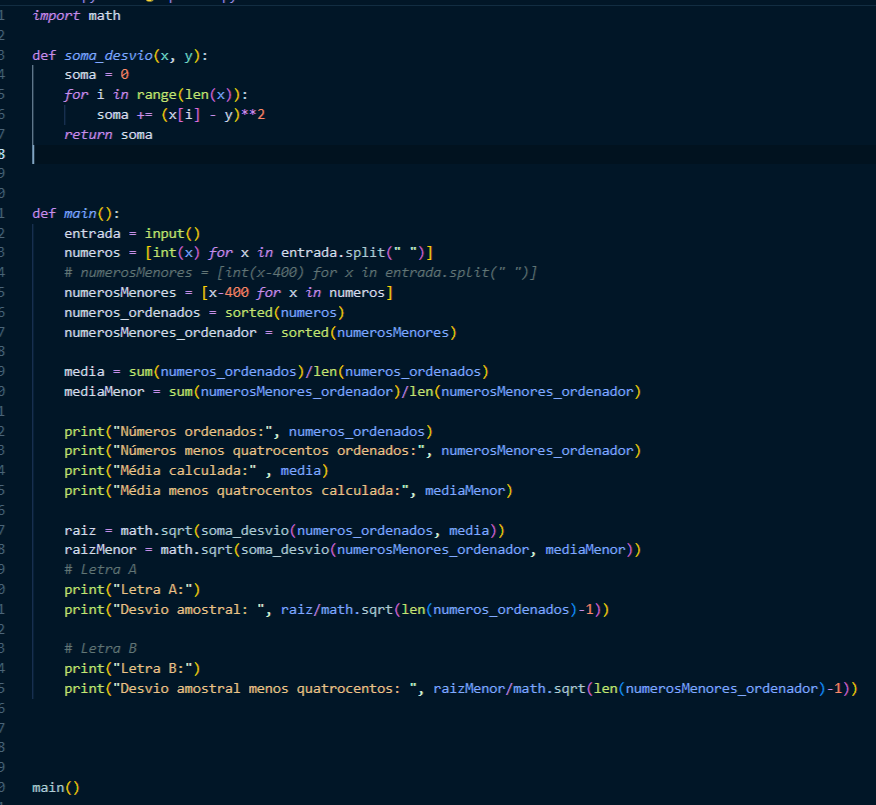 import math
def soma_desvio(x, y):
    soma = 0
    for i in range(len(x)):
        soma += (x[i] - y)**2
    return soma
def main():
    entrada = input()
    numeros = [int(x) for x in entrada.split(" ")]
    # numerosMenores = [int(x-400) for x in entrada.split(" ")]
    numerosMenores = [x-400 for x in numeros]
    numeros_ordenados = sorted(numeros)
    numerosMenores_ordenador = sorted(numerosMenores)
    media = sum(numeros_ordenados)/len(numeros_ordenados)
    mediaMenor = sum(numerosMenores_ordenador)/len(numerosMenores_ordenador)
    print("Números ordenados:", numeros_ordenados)
    print("Números menos quatrocentos ordenados:", numerosMenores_ordenador)
    print("Média calculada:" , media)
    print("Média menos quatrocentos calculada:", mediaMenor)
    raiz = math.sqrt(soma_desvio(numeros_ordenados, media))
    raizMenor = math.sqrt(soma_desvio(numerosMenores_ordenador, mediaMenor))
    # Letra A
    print("Letra A:")
    print("Desvio amostral: ", raiz/math.sqrt(len(numeros_ordenados)-1))
    # Letra B
    print("Letra B:")
    print("Desvio amostral menos quatrocentos: ", raizMenor/math.sqrt(len(numerosMenores_ordenador)-1))
main()